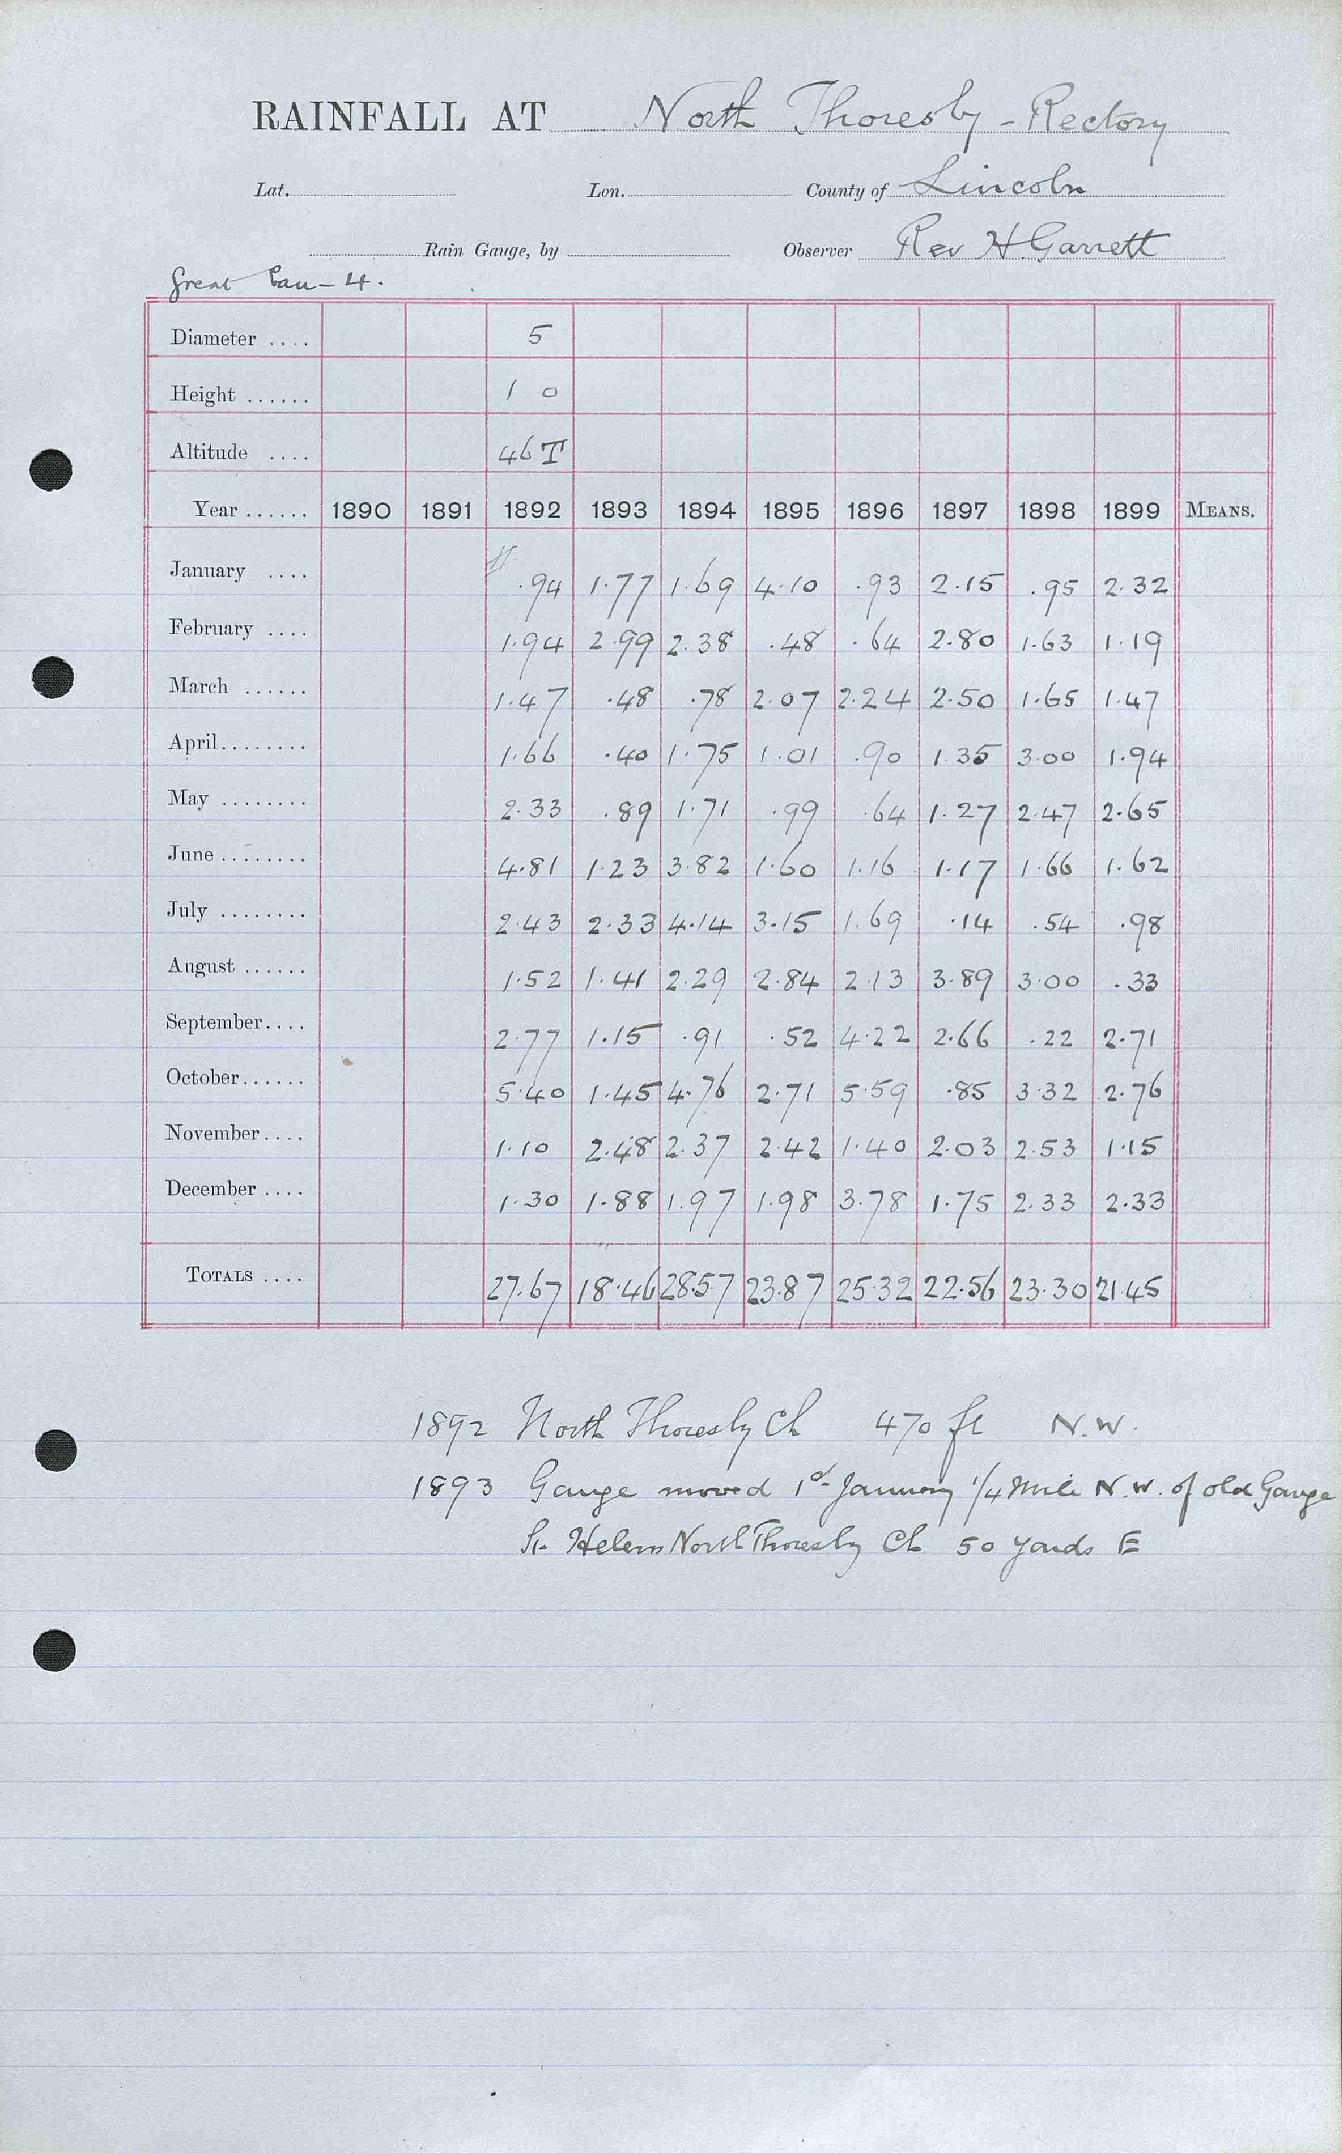 RAINFALL AT North Thoresby - Rectory
Lat. Lon. County of Lincoln
Rain Gauge, by Observer Rev H Garrett
Great 4.
Diameter .... 5
Height ...... 1 0
Altitude .... 46 T
Year ...... 1890 1891 1892 1893 1894 1895 1896 1897 1898 1899 MEANS.
January .... .94 1.77 1.69 4.10 .93 2.15 .95 2.32
February .... 1.94 2.99 2.38 .48 .64 2.80 1.63 1.19
March ...... 1.47 .48 .78 2.07 2.24 2.50 1.65 1.47
April........ 1.66 .40 1.75 1.01 .90 1.35 3.00 1.94
May ........ 2.33 .89 1.71 .99 .64 1.27 2.47 2.65
June ........ 4.81 1.23 3.82 1.60 1.16 1.17 1.66 1.62
July ........ 2.43 2.33 4.14 3.15 1.69 .14 .54 .98
August ...... 1.52 1.41 2.29 2.84 2.13 3.89 3.00 .33
September.... 2.77 1.15 .91 .52 4.22 2.66 .22 2.71
October...... 5.40 1.45 4.76 2.71 5.59 .85 3.32 2.76
November.... 1.10 2.48 2.37 2.42 1.40 2.03 2.53 1.15
December .... 1.30 1.88 1.97 1.98 3.78 1.75 2.33 2.33
TOTALS .... 27.67 18.46 28.57 23.87 25.32 22.56 23.30 21.45
1892 North Thoresby Ch 470 ft N.W.
1893 Gauge moved 1st January 1/4 Mile N.W. of old Gauge
St. Helens North Thoresby Ch 50 yards E